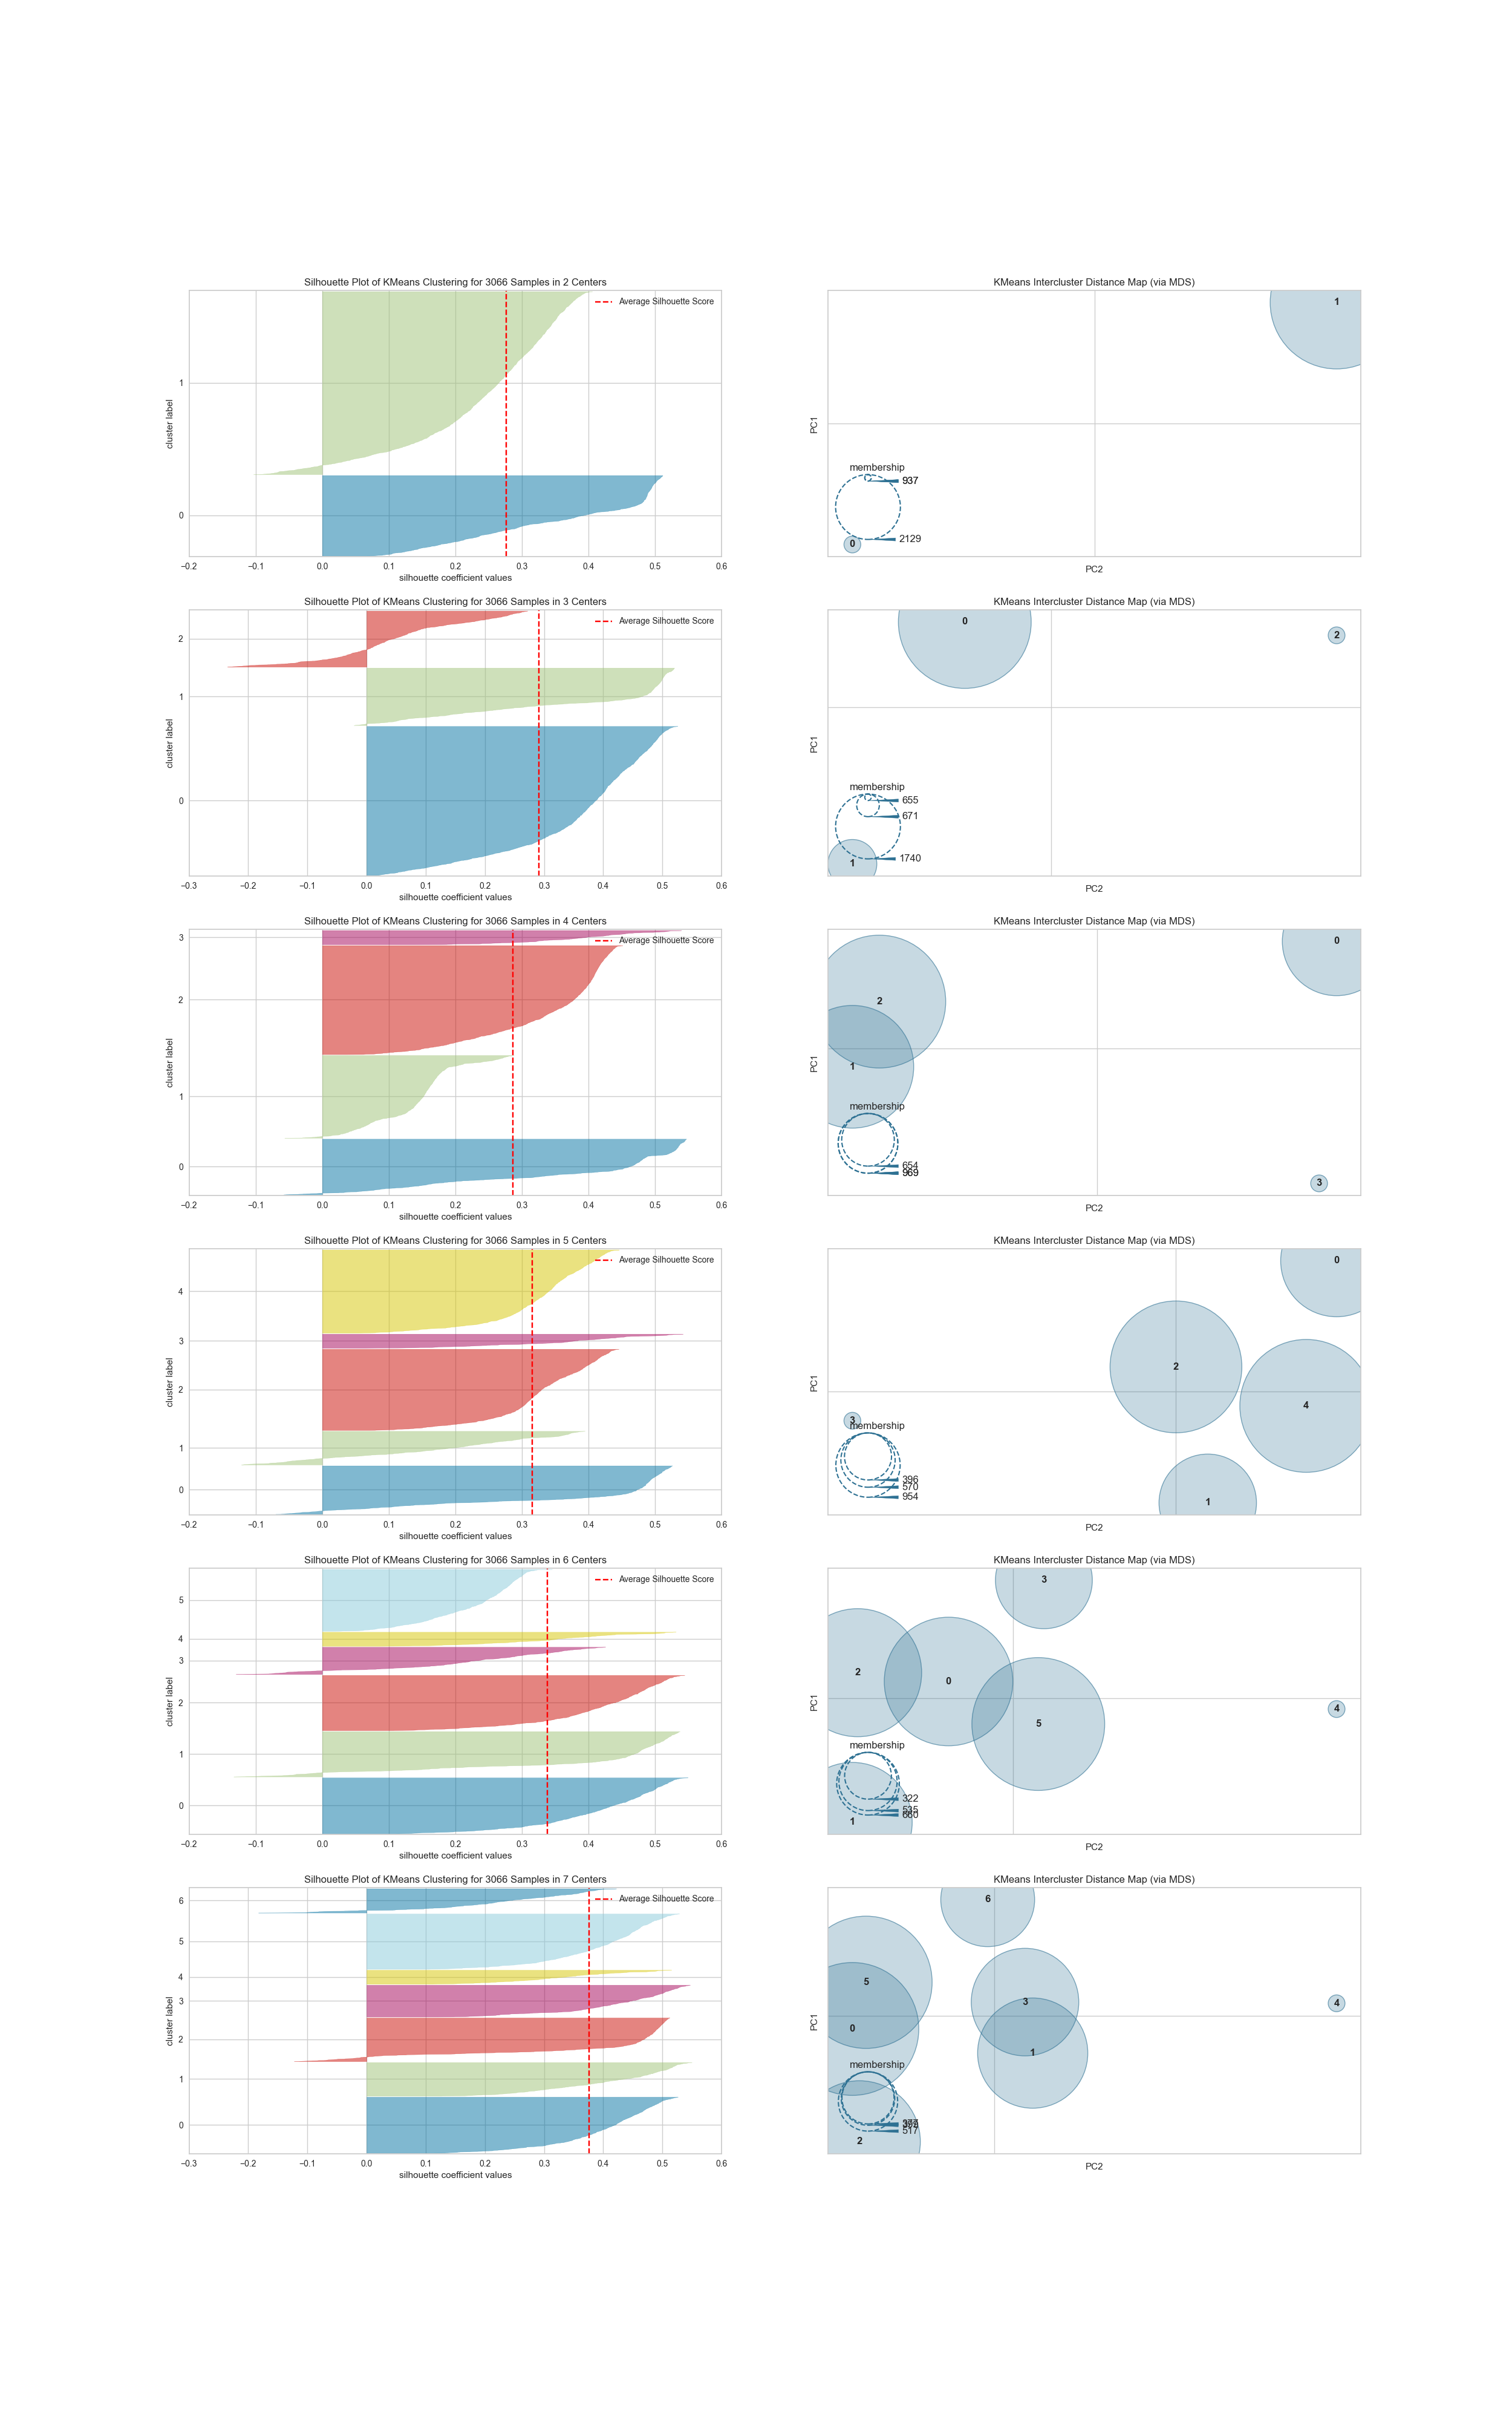 Silhouette Plot of KMeans Clustering for 3066 Samples in 2 Centers
Average Silhouette Score
cluster label
1
0
−0.2 −0.1 0.0 0.1 0.2 0.3 0.4 0.5 0.6
silhouette coefficient values
KMeans Intercluster Distance Map (via MDS)
1
PC1
membership
937
2129
0
PC2
Silhouette Plot of KMeans Clustering for 3066 Samples in 3 Centers
Average Silhouette Score
cluster label
2
1
0
−0.3 −0.2 −0.1 0.0 0.1 0.2 0.3 0.4 0.5 0.6
silhouette coefficient values
KMeans Intercluster Distance Map (via MDS)
0
2
PC1
membership
655
671
1740
1
PC2
Silhouette Plot of KMeans Clustering for 3066 Samples in 4 Centers
Average Silhouette Score
cluster label
3
2
1
0
−0.2 −0.1 0.0 0.1 0.2 0.3 0.4 0.5 0.6
silhouette coefficient values
KMeans Intercluster Distance Map (via MDS)
0
2
PC1
1
membership
654
969
3
PC2
Silhouette Plot of KMeans Clustering for 3066 Samples in 5 Centers
Average Silhouette Score
cluster label
4
3
2
1
0
−0.2 −0.1 0.0 0.1 0.2 0.3 0.4 0.5 0.6
silhouette coefficient values
KMeans Intercluster Distance Map (via MDS)
0
2
PC1
4
3
membership
396
570
954
1
PC2
Silhouette Plot of KMeans Clustering for 3066 Samples in 6 Centers
Average Silhouette Score
cluster label
5
4
3
2
1
0
−0.2 −0.1 0.0 0.1 0.2 0.3 0.4 0.5 0.6
silhouette coefficient values
KMeans Intercluster Distance Map (via MDS)
3
2
0
PC1
4
5
membership
322
660
1
PC2
Silhouette Plot of KMeans Clustering for 3066 Samples in 7 Centers
Average Silhouette Score
cluster label
6
5
4
3
2
1
0
−0.3 −0.2 −0.1 0.0 0.1 0.2 0.3 0.4 0.5 0.6
silhouette coefficient values
KMeans Intercluster Distance Map (via MDS)
6
5
3
4
PC1
0
1
membership
517
2
PC2